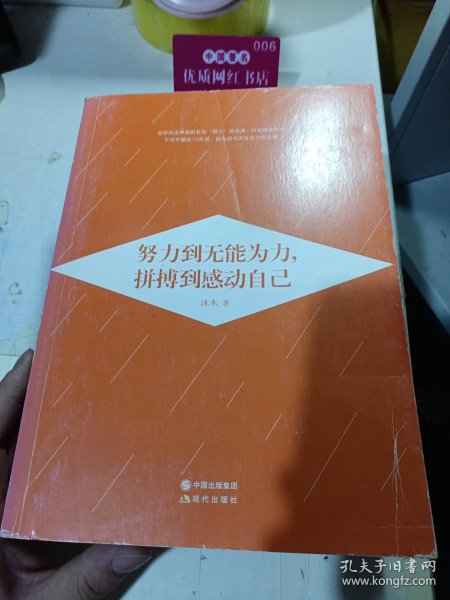 006
中国著名
优质网红书店
努力到无能为力，
拼搏到感动自己
沐木 著
中国出版集团
现代出版社
孔夫子旧书网
www.kongfz.com